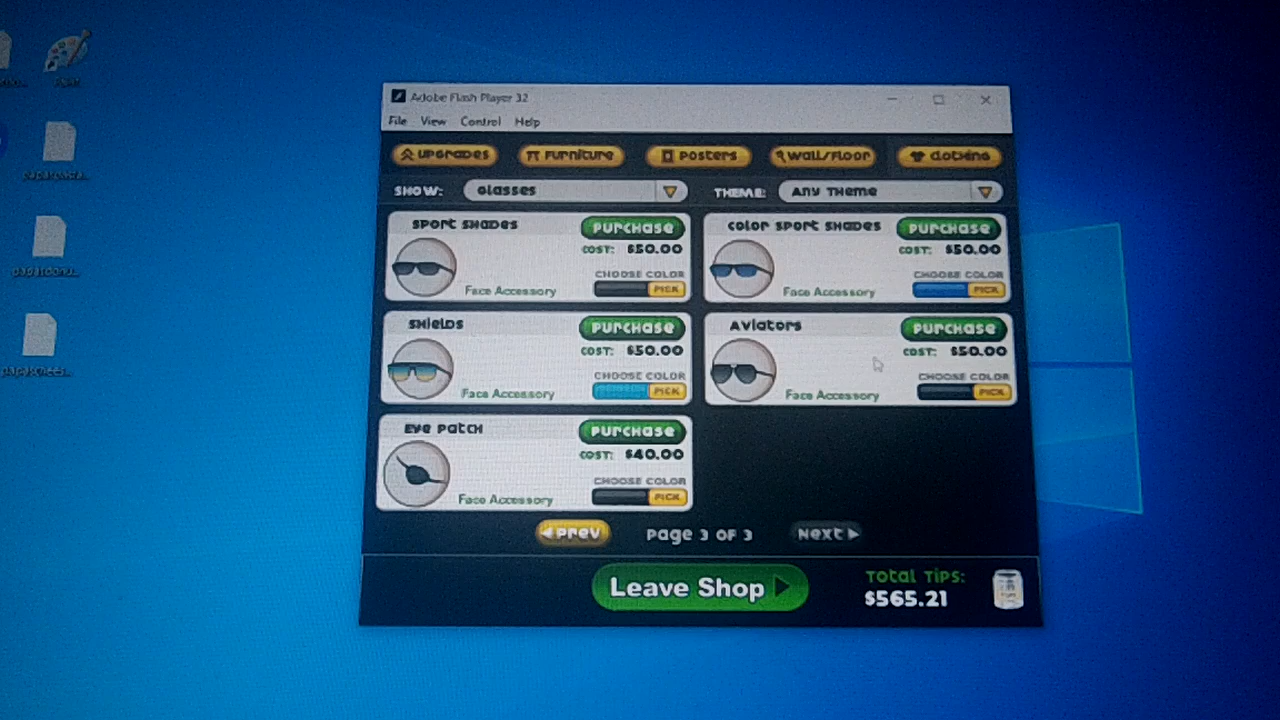 Adobe Flash Player 32
File View Control Help
Upgrades Furniture Posters Wall/Floor Clothing
Show: Glasses Theme: Any Theme
Sport Shades Purchase
Cost: $50.00
Choose Color
Face Accessory Pick
Color Sport Shades Purchase
Cost: $50.00
Choose Color
Face Accessory Pick
Shields Purchase
Cost: $50.00
Choose Color
Face Accessory Pick
Aviators Purchase
Cost: $50.00
Choose Color
Face Accessory Pick
Eye Patch Purchase
Cost: $40.00
Choose Color
Face Accessory Pick
Prev Page 3 of 3 Next
Leave Shop
Total Tips:
$565.21